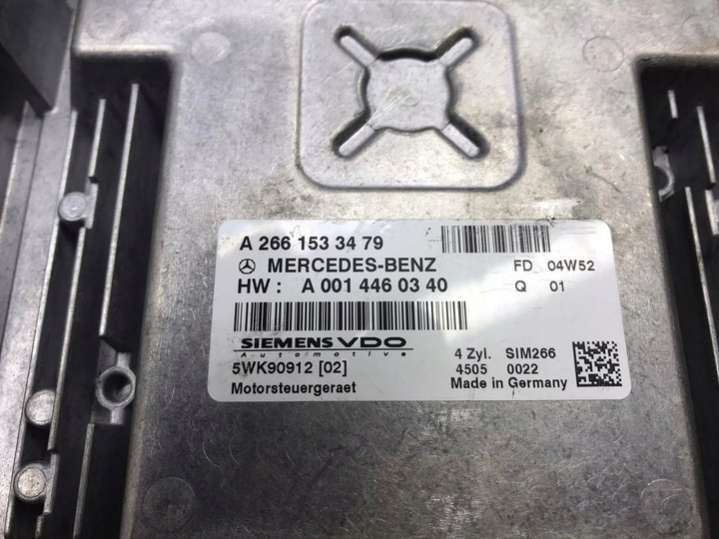 A 266 153 34 79
MERCEDES-BENZ FD 04W52
HW : A 001 446 03 40 Q 01
SIEMENS VDO
Automotive
4 Zyl. SIM266
5WK90912 [02] 4505 0022
Motorsteuergeraet Made in Germany